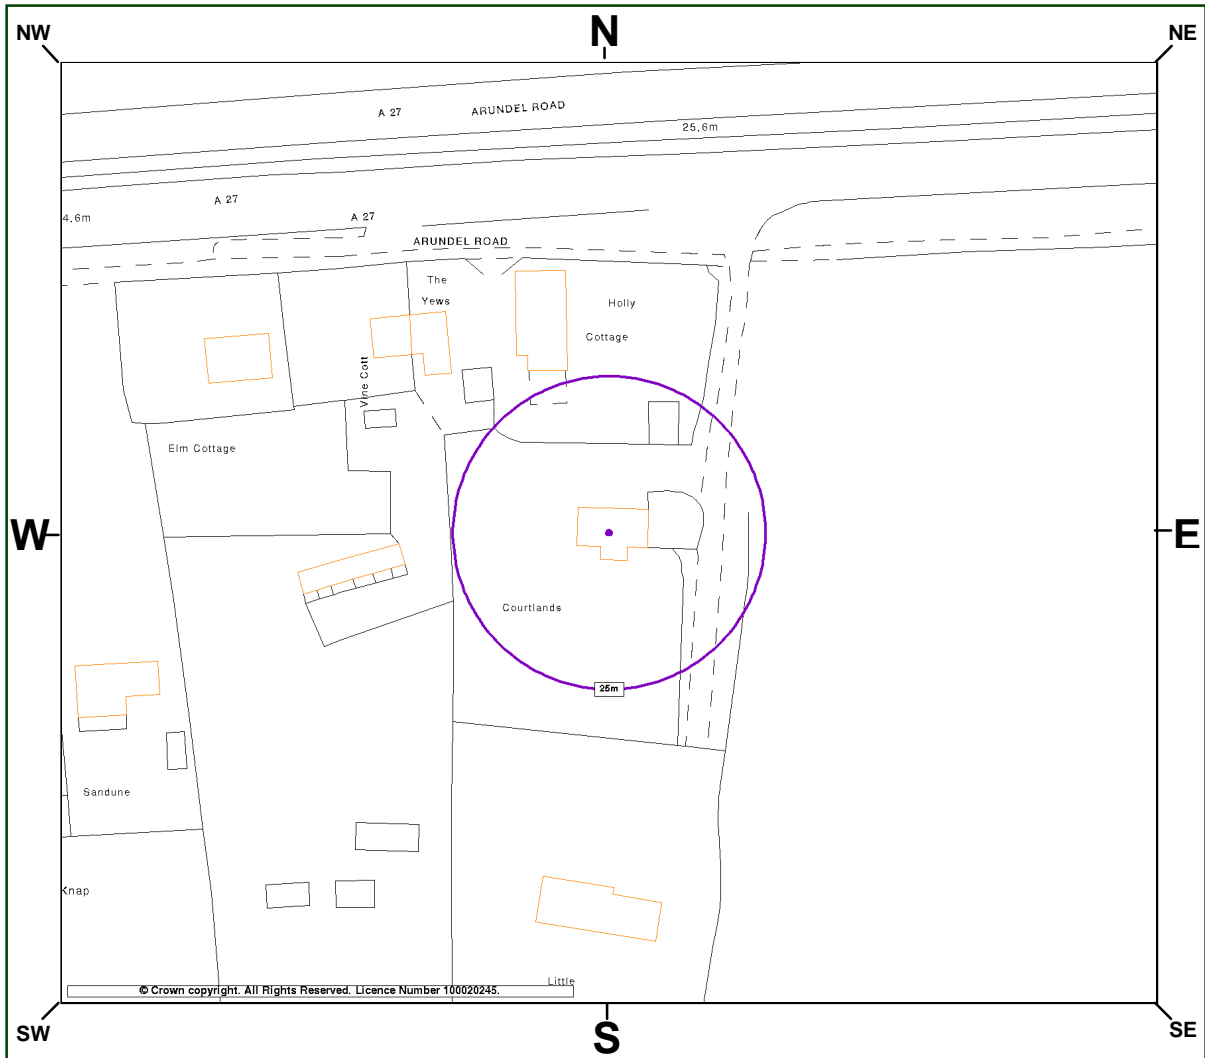 NW
N
NE
A 27
ARUNDEL ROAD
25.6m
A 27
4.6m
A 27
ARUNDEL ROAD
The
Yews
Holly
Cottage
Vine Cott
Elm Cottage
W
E
Courtlands
25m
Sandune
Knap
Little
© Crown copyright. All Rights Reserved. Licence Number 100020245.
SW
S
SE